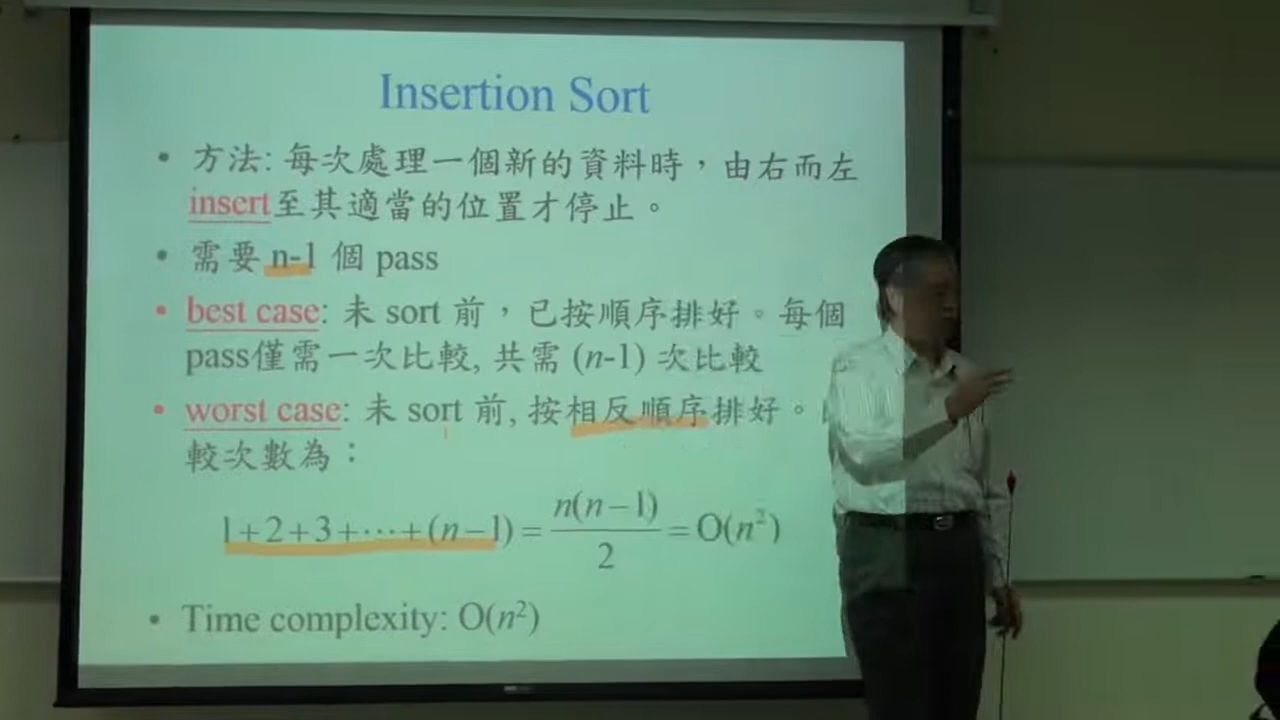 Insertion Sort
• 方法: 每次處理一個新的資料時，由右而左
insert至其適當的位置才停止。
• 需要 n-1 個 pass
• best case: 未 sort 前，已按順序排好。每個
pass僅需一次比較, 共需 (n-1) 次比較
• worst case: 未 sort 前, 按相反順序排好。
較次數為：
1+2+3+⋯+(n−1) = n(n−1)/2 = O(n²)
• Time complexity: O(n²)